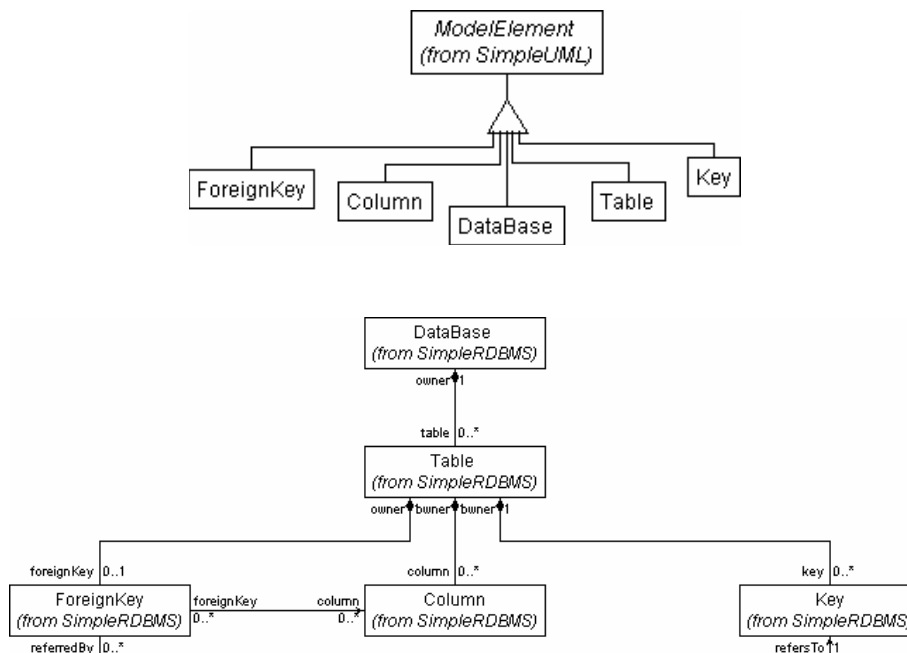 ModelElement
(from SimpleUML)
ForeignKey
Column
DataBase
Table
Key
DataBase
(from SimpleRDBMS)
owner 1
table 0..*
Table
(from SimpleRDBMS)
owner bwner bwner 1
foreignKey 0..1
column 0..*
key 0..*
ForeignKey
(from SimpleRDBMS)
foreignKey column
0..* 0..*
Column
(from SimpleRDBMS)
Key
(from SimpleRDBMS)
referredBy 0..*
refersTo 1